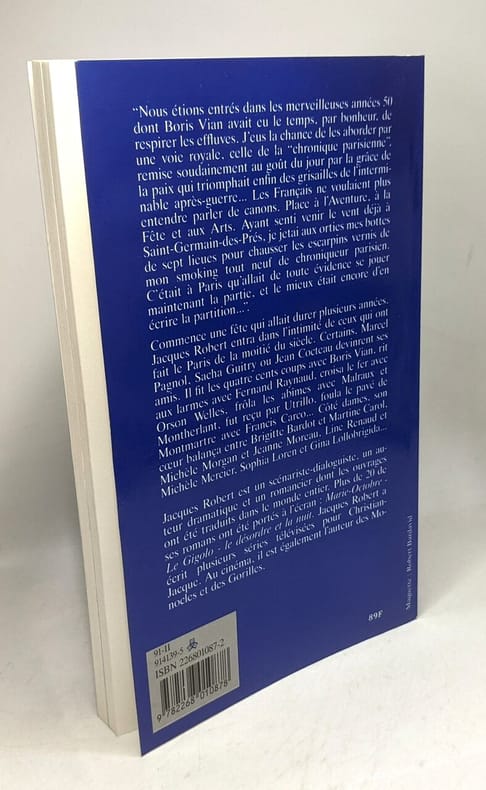 “Nous étions entrés dans les merveilleuses années 50
dont Boris Vian avait eu le temps, par bonheur, de
respirer les effluves. J'eus la chance de les aborder par
une voie royale, celle de la “chronique parisienne”,
remise soudainement au goût du jour par la grâce de
la paix qui triomphait enfin des grisailles de l'intermi-
nable après-guerre... Les Français ne voulaient plus
entendre parler de canons. Place à l'Aventure, à la
Fête et aux Arts. Ayant senti venir le vent déjà à
Saint-Germain-des-Prés, je jetai aux orties mes bottes
de sept lieues pour chausser les escarpins vernis de
mon smoking tout neuf de chroniqueur parisien.
C'était à Paris qu'allait de toute évidence se jouer
maintenant la partie, et le mieux était encore d'en
écrire la partition...”.
Commence une fête qui allait durer plusieurs années.
Jacques Robert entra dans l'intimité de ceux qui ont
fait le Paris de la moitié du siècle. Certains, Marcel
Pagnol, Sacha Guitry ou Jean Cocteau devinrent ses
amis. Il fit les quatre cents coups avec Boris Vian, rit
aux larmes avec Fernand Raynaud, croisa le fer avec
Orson Welles, frôla les abîmes avec Malraux et
Montherlant, fut reçu par Utrillo, foula le pavé de
Montmartre avec Francis Carco... Côté dames, son
cœur balança entre Brigitte Bardot et Martine Carol,
Michèle Morgan et Jeanne Moreau, Line Renaud et
Michèle Mercier, Sophia Loren et Gina Lollobrigida...
Jacques Robert est un scénariste-dialoguiste, un au-
teur dramatique et un romancier dont les ouvrages
ont été traduits dans le monde entier. Plus de 20 de
ses romans ont été portés à l'écran : Marie-Octobre -
Le Gigolo - le désordre et la nuit. Jacques Robert a
écrit plusieurs séries télévisées pour Christian-
Jacque. Au cinéma, il est également l'auteur des Mo-
nocles et des Gorilles.
Maquette : Robert Bardavid
89F
91-II
914139-5
ISBN 226801087-2
9 782268 010878